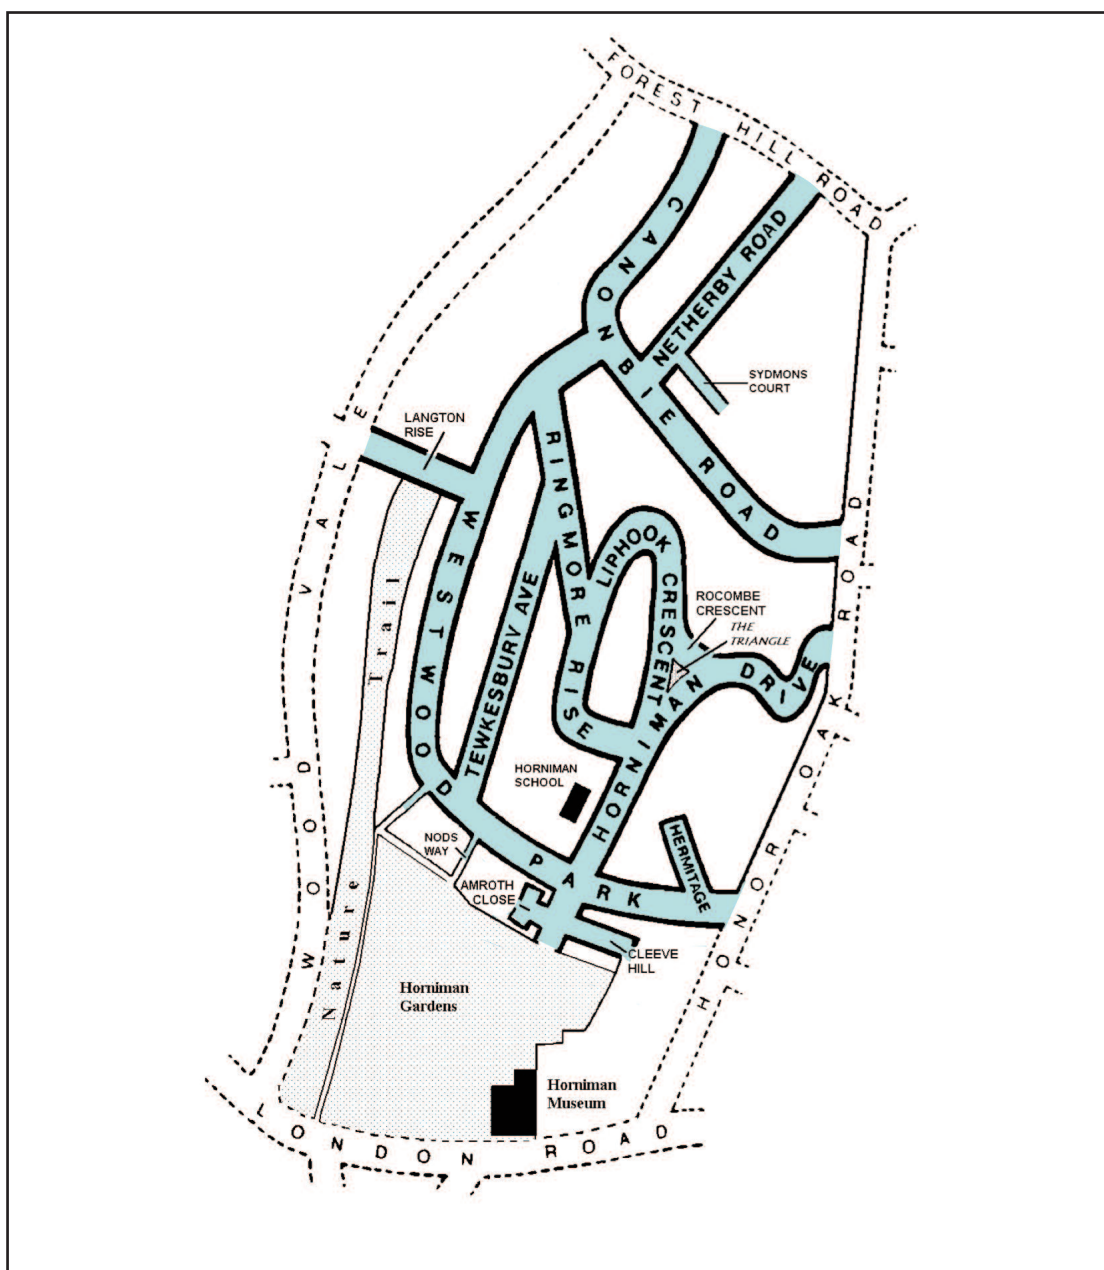 FOREST HILL ROAD
CANONBIE ROAD
NETHERBY ROAD
SYDMONS
COURT
LANGTON
RISE
WOODVALE
RINGMORE RISE
WESTWOOD PARK
TEWKESBURY AVE
LIPHOOK CRESCENT
ROCOMBE
CRESCENT
THE
TRIANGLE
HORNIMAN DRIVE
HONOR OAK ROAD
Nature Trail
HORNIMAN
SCHOOL
HERMITAGE
NODS
WAY
AMROTH
CLOSE
CLEEVE
HILL
Horniman
Gardens
Horniman
Museum
LONDON ROAD